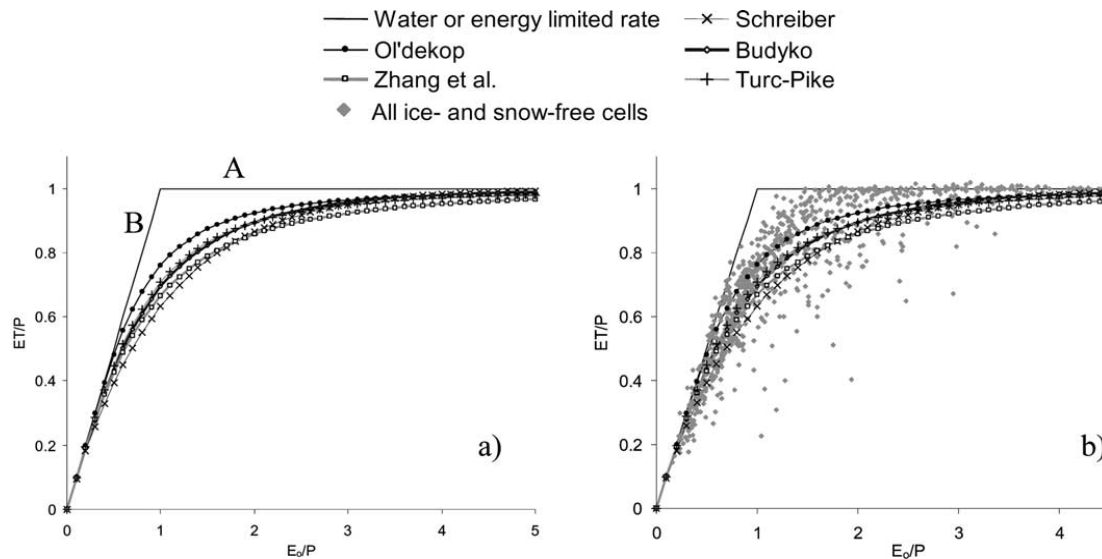 Water or energy limited rate Schreiber
Ol'dekop Budyko
Zhang et al. Turc-Pike
All ice- and snow-free cells
A
B
1
0.8
0.6
0.4
0.2
0
ET/P
0 1 2 3 4 5
Eₒ/P
a)
1
0.8
0.6
0.4
0.2
0
ET/P
0 1 2 3 4
Eₒ/P
b)